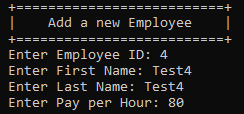 +==========================+
|    Add a new Employee    |
+==========================+
Enter Employee ID: 4
Enter First Name: Test4
Enter Last Name: Test4
Enter Pay per Hour: 80